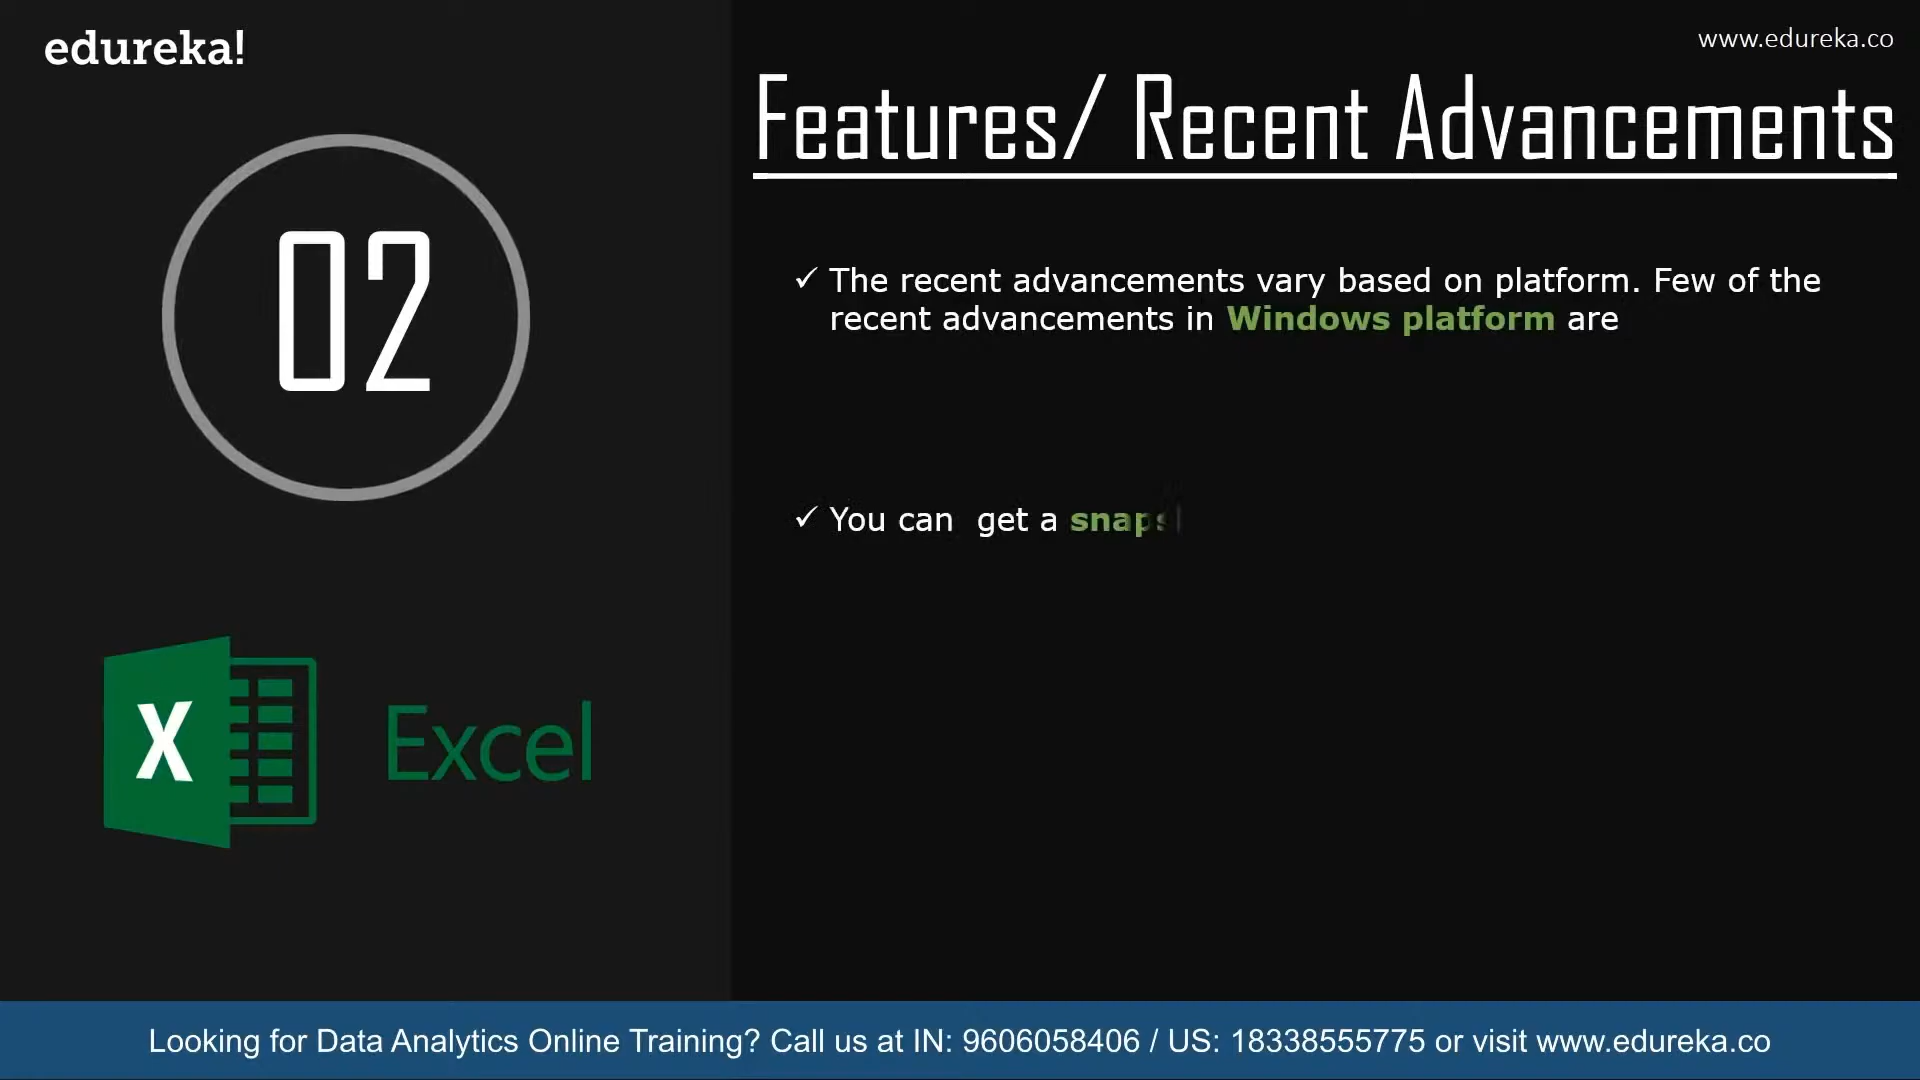 edureka!
www.edureka.co
Features/ Recent Advancements
02
✓ The recent advancements vary based on platform. Few of the
recent advancements in Windows platform are
✓ You can get a
X
Excel
Looking for Data Analytics Online Training? Call us at IN: 9606058406 / US: 18338555775 or visit www.edureka.co